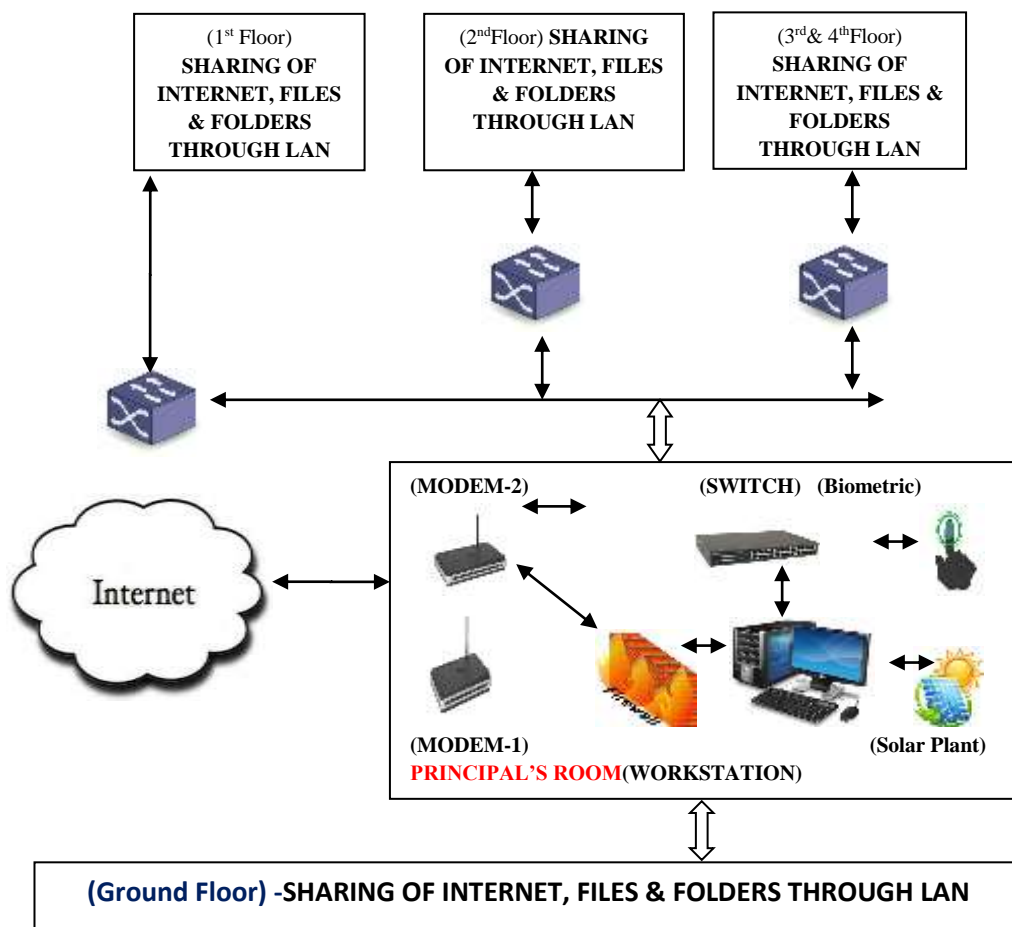 (1st Floor)
SHARING OF
INTERNET, FILES
& FOLDERS
THROUGH LAN
(2ndFloor) SHARING
OF INTERNET, FILES
& FOLDERS
THROUGH LAN
(3rd& 4thFloor)
SHARING OF
INTERNET, FILES &
FOLDERS
THROUGH LAN
(MODEM-2)
(SWITCH) (Biometric)
Internet
Firewall
(MODEM-1)
(Solar Plant)
PRINCIPAL'S ROOM(WORKSTATION)
(Ground Floor) -SHARING OF INTERNET, FILES & FOLDERS THROUGH LAN